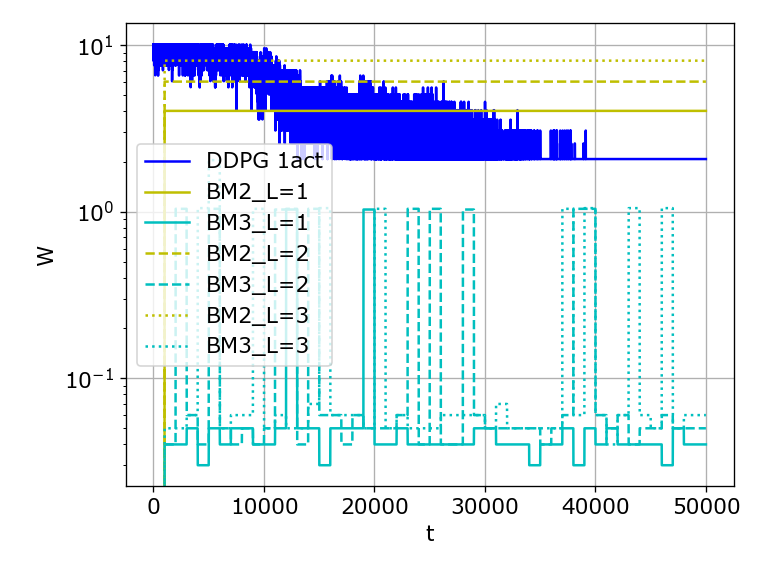 10^1
10^0
10^−1
W
DDPG 1act
BM2_L=1
BM3_L=1
BM2_L=2
BM3_L=2
BM2_L=3
BM3_L=3
0 10000 20000 30000 40000 50000
t